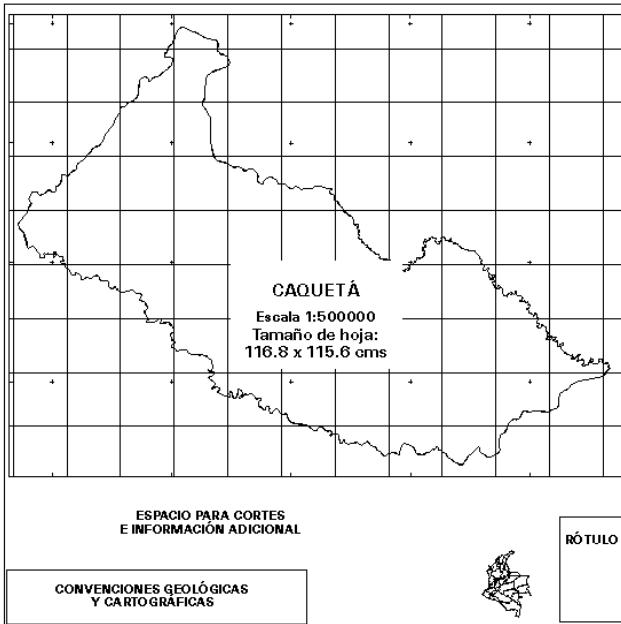 CAQUETÁ
Escala 1:500000
Tamaño de hoja:
116.8 x 115.6 cms
ESPACIO PARA CORTES
E INFORMACIÓN ADICIONAL
RÓTULO
CONVENCIONES GEOLÓGICAS
Y CARTOGRÁFICAS